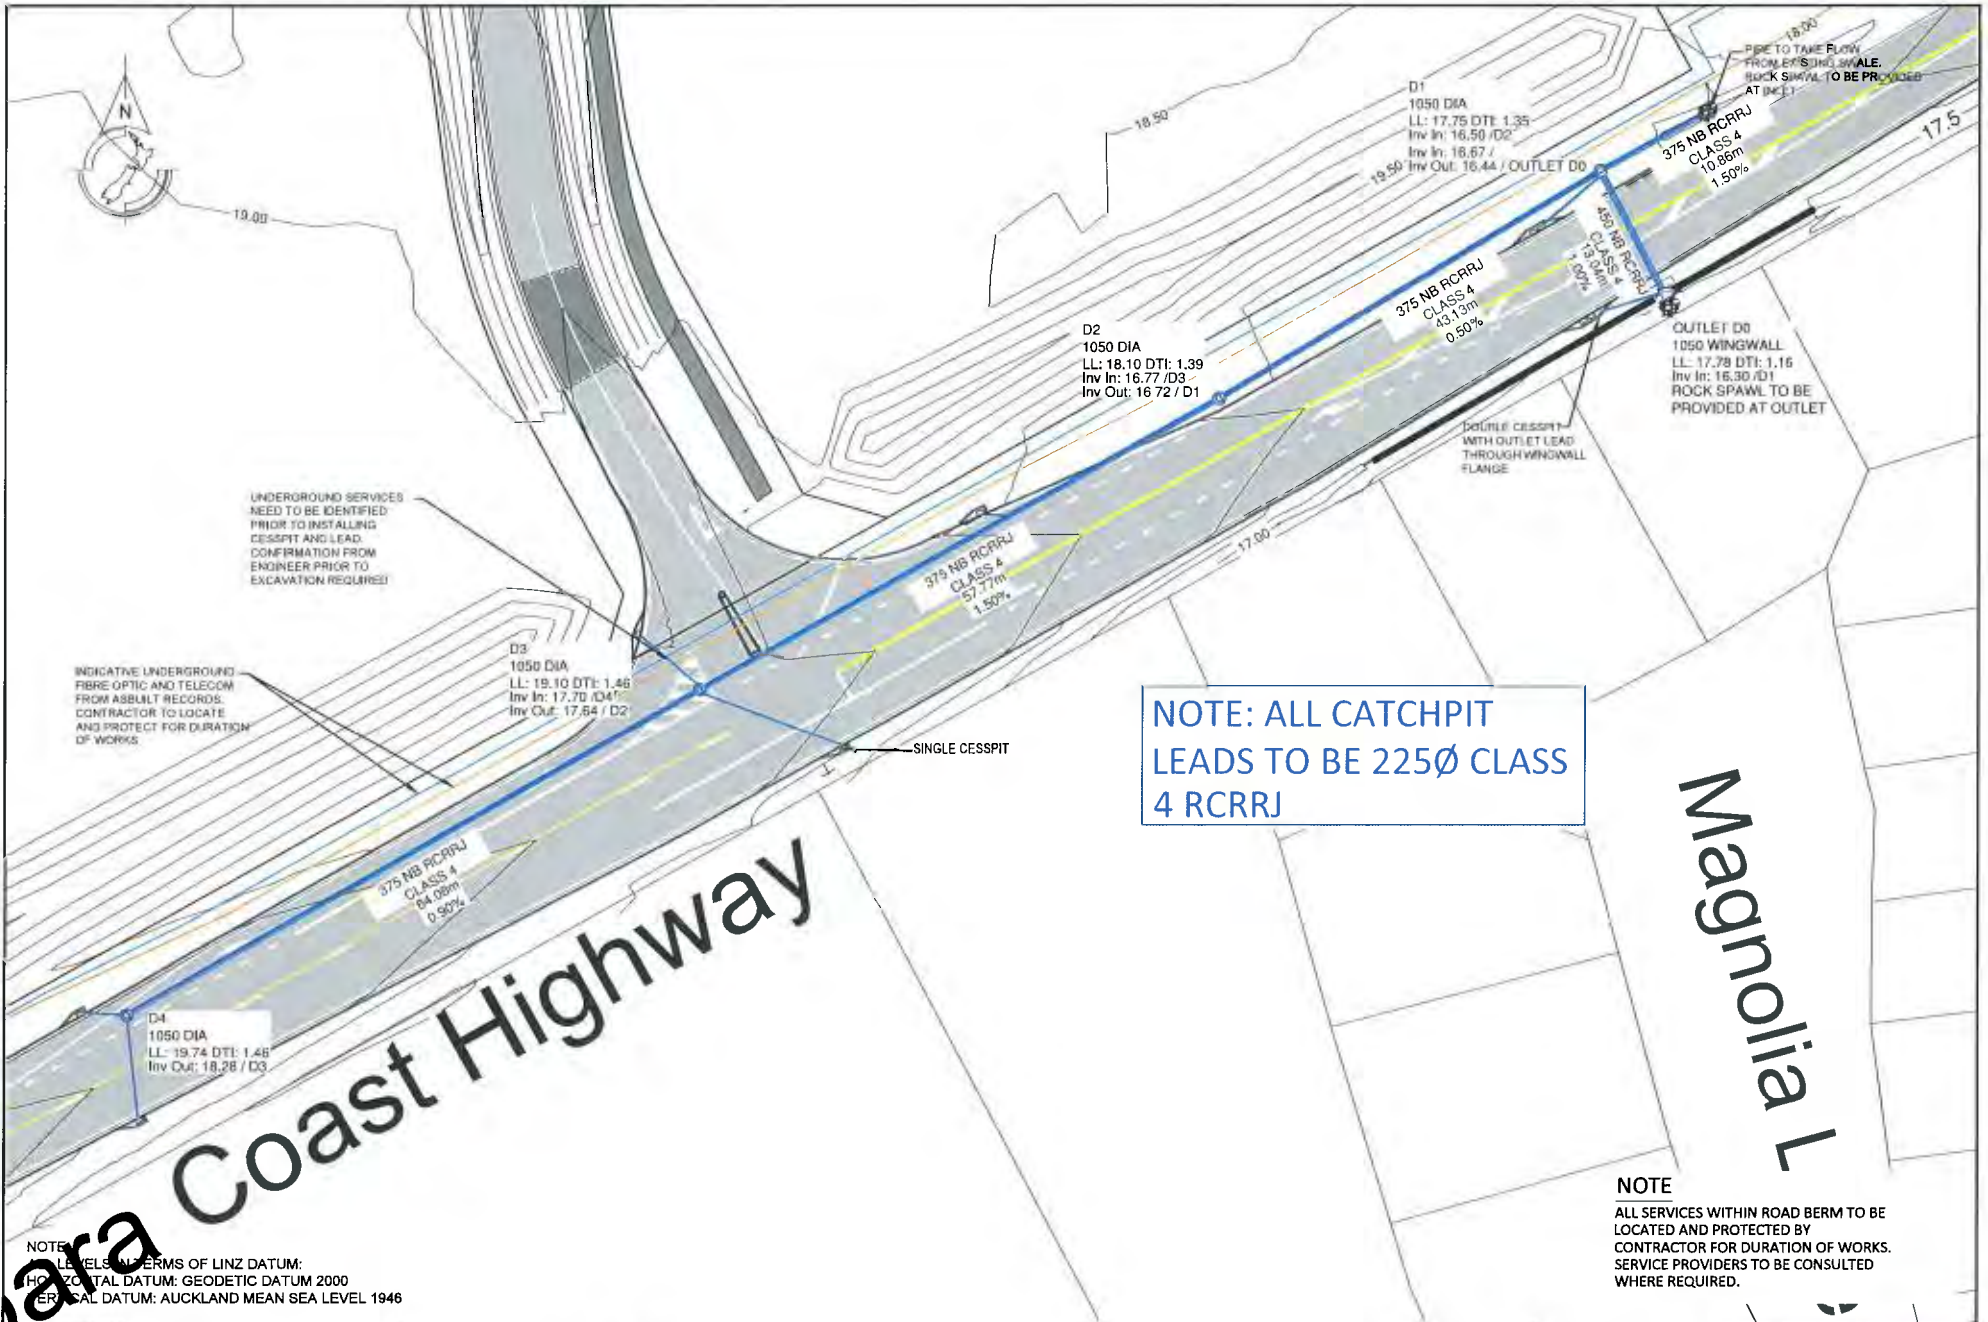 N
19.00
18.50
19.50
18.00
17.5
17.00
PIPE TO TAKE FLOW
FROM EXISTING SWALE.
ROCK SPAWL TO BE PROVIDED
AT INLET
D1
1050 DIA
LL: 17.75 DTI: 1.35
Inv In: 16.50 /D2
Inv In: 16.67 /
Inv Out: 16.44 / OUTLET D0
375 NB RCRRJ
CLASS 4
10.86m
1.50%
450 NB RCRRJ
CLASS 4
13.04m
1.00%
375 NB RCRRJ
CLASS 4
43.13m
0.50%
D2
1050 DIA
LL: 18.10 DTI: 1.39
Inv In: 16.77 /D3
Inv Out: 16 72 / D1
OUTLET D0
1050 WINGWALL
LL: 17.78 DTI: 1.16
Inv In: 16.30 /D1
ROCK SPAWL TO BE
PROVIDED AT OUTLET
DOUBLE CESSPIT
WITH OUTLET LEAD
THROUGH WINGWALL
FLANGE
UNDERGROUND SERVICES
NEED TO BE IDENTIFIED
PRIOR TO INSTALLING
CESSPIT AND LEAD.
CONFIRMATION FROM
ENGINEER PRIOR TO
EXCAVATION REQUIRED
375 NB RCRRJ
CLASS 4
57.77m
1.50%
D3
1050 DIA
LL: 19.10 DTI: 1.46
Inv In: 17.70 /D4
Inv Out: 17.64 / D2
INDICATIVE UNDERGROUND
FIBRE OPTIC AND TELECOM
FROM ASBUILT RECORDS.
CONTRACTOR TO LOCATE
AND PROTECT FOR DURATION
OF WORKS
SINGLE CESSPIT
NOTE: ALL CATCHPIT
LEADS TO BE 225Ø CLASS
4 RCRRJ
375 NB RCRRJ
CLASS 4
64.08m
0.90%
D4
1050 DIA
LL: 19.74 DTI: 1.46
Inv Out: 18.28 / D3
para Coast Highway
Magnolia L
NOTE
LEVELS IN TERMS OF LINZ DATUM:
HORIZONTAL DATUM: GEODETIC DATUM 2000
VERTICAL DATUM: AUCKLAND MEAN SEA LEVEL 1946
NOTE
ALL SERVICES WITHIN ROAD BERM TO BE
LOCATED AND PROTECTED BY
CONTRACTOR FOR DURATION OF WORKS.
SERVICE PROVIDERS TO BE CONSULTED
WHERE REQUIRED.